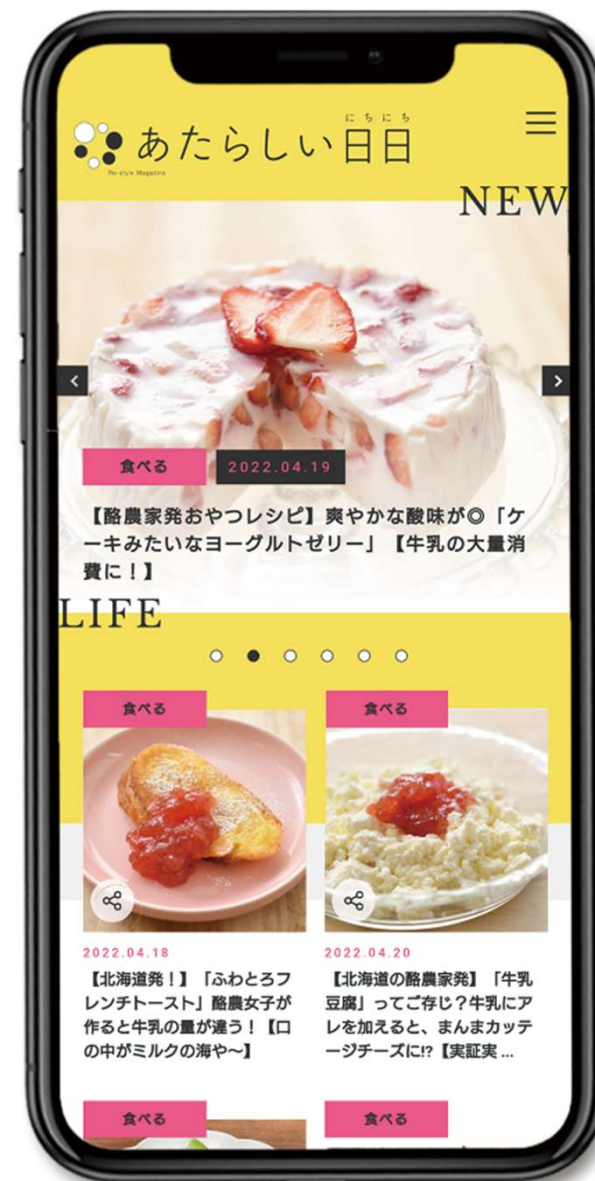 にちにち
あたらしい日日
Re-style Magazine
NEW
食べる
2022.04.19
【酪農家発おやつレシピ】爽やかな酸味が◎「ケ
ーキみたいなヨーグルトゼリー」【牛乳の大量消
費に！】
LIFE
食べる
2022.04.18
【北海道発！】「ふわとろフ
レンチトースト」酪農女子が
作ると牛乳の量が違う！【口
の中がミルクの海や～】
食べる
2022.04.20
【北海道の酪農家発】「牛乳
豆腐」ってご存じ？牛乳にア
レを加えると、まんまカッテ
ージチーズに!?【実証実 ...
食べる
食べる